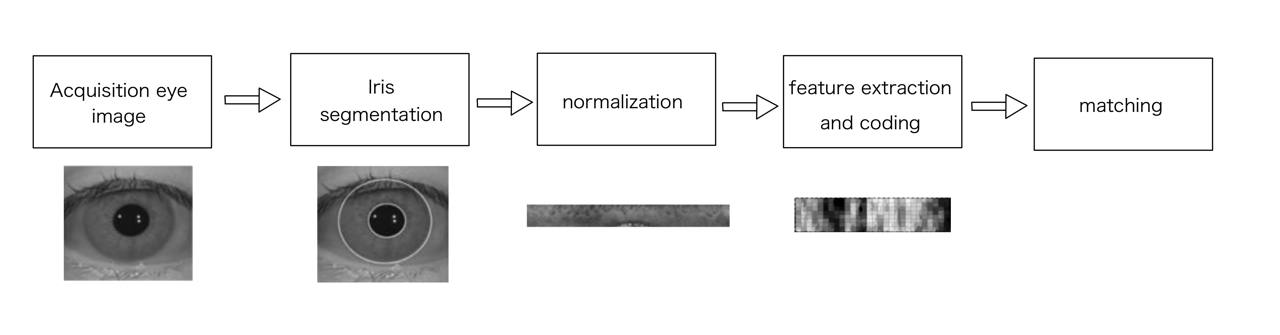 Acquisition eye
image
Iris
segmentation
normalization
feature extraction
and coding
matching